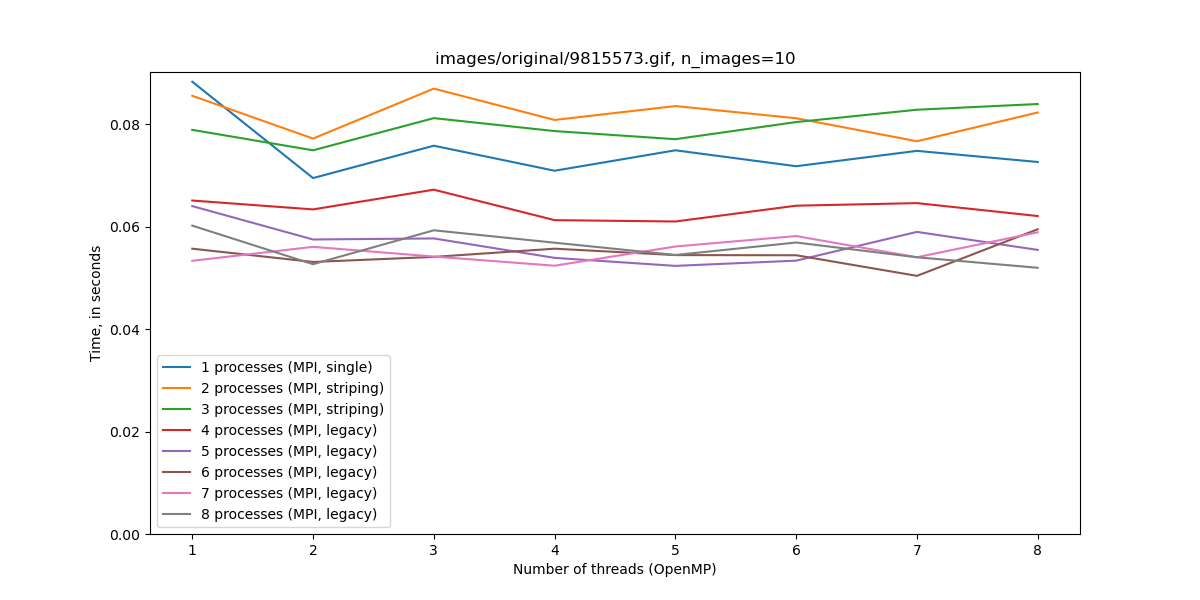 images/original/9815573.gif, n_images=10
Time, in seconds
0.08
0.06
0.04
0.02
0.00
1 processes (MPI, single)
2 processes (MPI, striping)
3 processes (MPI, striping)
4 processes (MPI, legacy)
5 processes (MPI, legacy)
6 processes (MPI, legacy)
7 processes (MPI, legacy)
8 processes (MPI, legacy)
1 2 3 4 5 6 7 8
Number of threads (OpenMP)